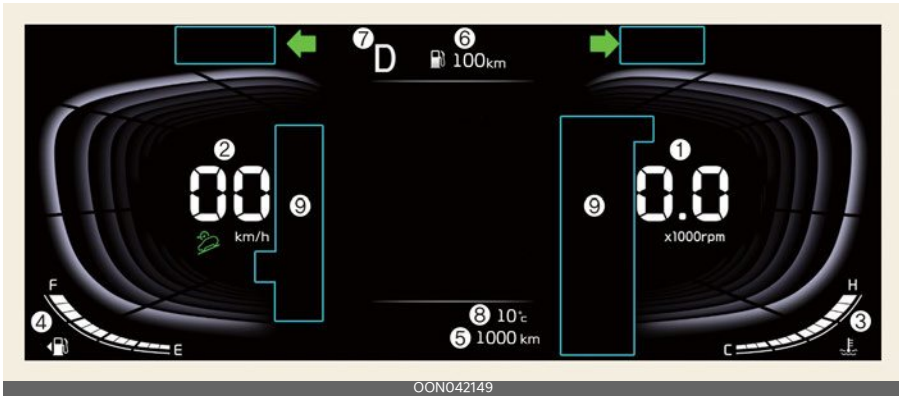 ⑦ D ⑥ 100km
② 00 km/h
⑨
⑨
① 0.0 x1000rpm
F
④
E
⑧ 10°c
⑤ 1000 km
H
③
C
OON042149